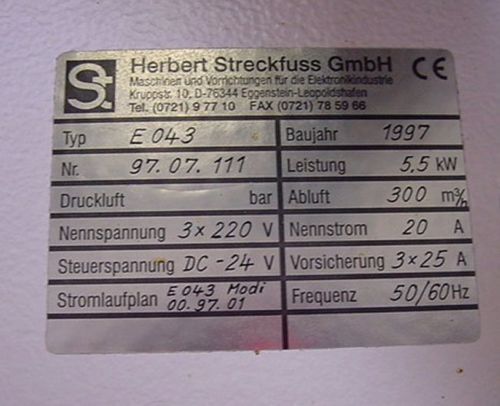 Herbert Streckfuss GmbH CE
Maschinen und Vorrichtungen für die Elektronikindustrie
Kruppstr. 10, D-76344 Eggenstein-Leopoldshafen
Tel. (0721) 9 77 10 FAX (0721) 78 59 66
Typ E 043 Baujahr 1997
Nr. 97.07.111 Leistung 5,5 kW
Druckluft bar Abluft 300 m³/h
Nennspannung 3 x 220 V Nennstrom 20 A
Steuerspannung DC - 24 V Vorsicherung 3 x 25 A
Stromlaufplan E 043 Modi 00.97.01 Frequenz 50/60Hz